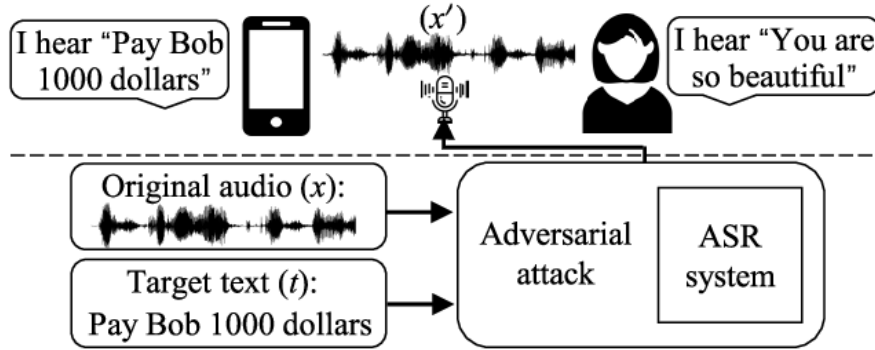 (x′)
I hear “Pay Bob
1000 dollars”
I hear “You are
so beautiful”
Original audio (x):
Target text (t):
Pay Bob 1000 dollars
Adversarial
attack
ASR
system